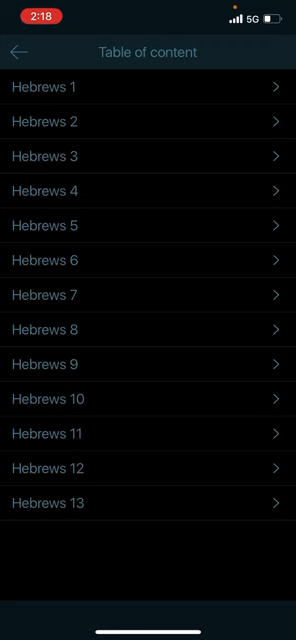 2:18
5G
Table of content
Hebrews 1
Hebrews 2
Hebrews 3
Hebrews 4
Hebrews 5
Hebrews 6
Hebrews 7
Hebrews 8
Hebrews 9
Hebrews 10
Hebrews 11
Hebrews 12
Hebrews 13